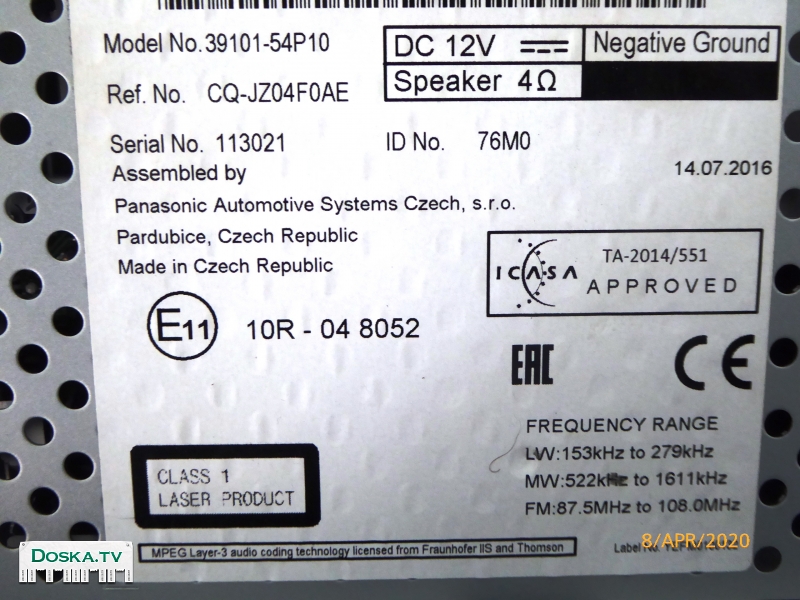 Model No. 39101-54P10
DC 12V
Negative Ground
Ref. No. CQ-JZ04F0AE
Speaker 4Ω
Serial No. 113021
ID No. 76M0
Assembled by
14.07.2016
Panasonic Automotive Systems Czech, s.r.o.
Pardubice, Czech Republic
Made in Czech Republic
ICASA
TA-2014/551
APPROVED
E11
10R - 04 8052
EAC
CE
FREQUENCY RANGE
LW:153kHz to 279kHz
MW:522kHz to 1611kHz
FM:87.5MHz to 108.0MHz
CLASS 1
LASER PRODUCT
8/APR/2020
MPEG Layer-3 audio coding technology licensed from Fraunhofer IIS and Thomson
Label No.
DOSKA.TV